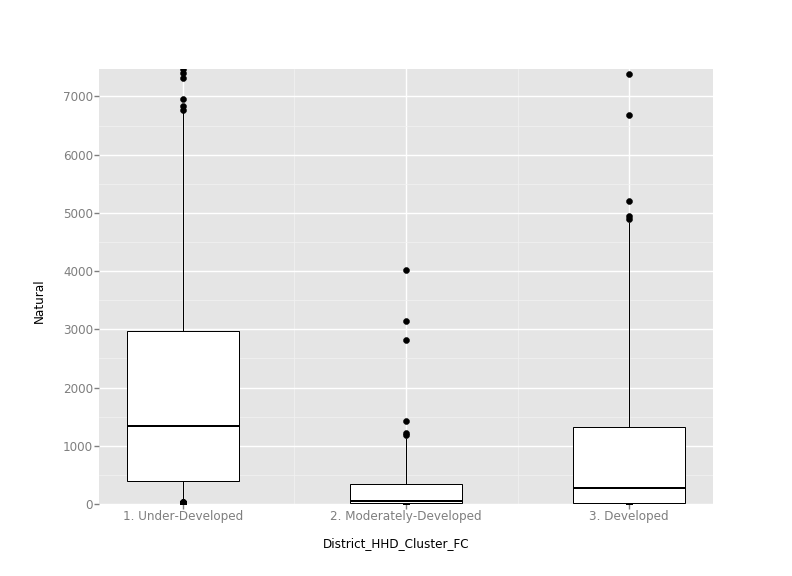 7000
6000
5000
4000
3000
2000
1000
0
Natural
1. Under-Developed
2. Moderately-Developed
3. Developed
District_HHD_Cluster_FC